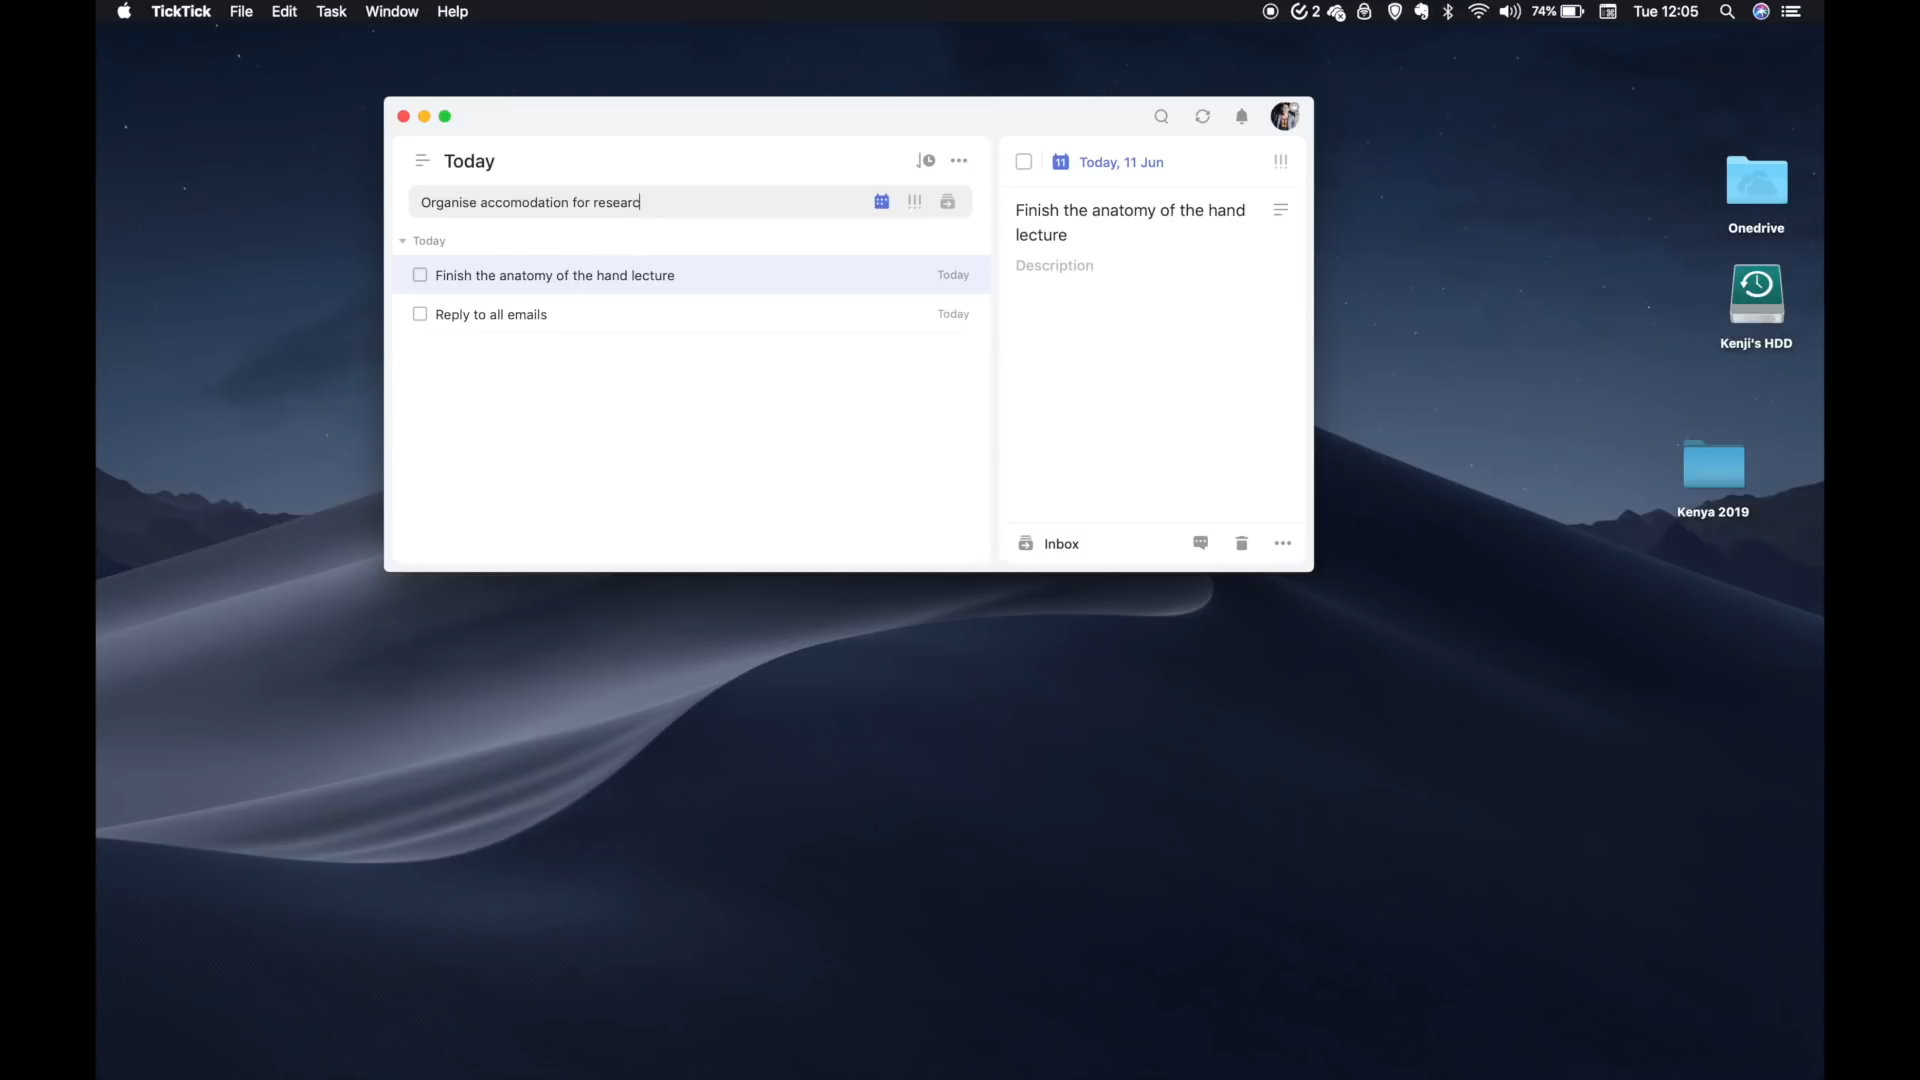 TickTick File Edit Task Window Help 2 74% Tue 12:05
Today
Organise accomodation for researc
Today
Finish the anatomy of the hand lecture Today
Reply to all emails Today
11 Today, 11 Jun
Finish the anatomy of the hand
lecture
Description
Inbox
Onedrive
Kenji's HDD
Kenya 2019